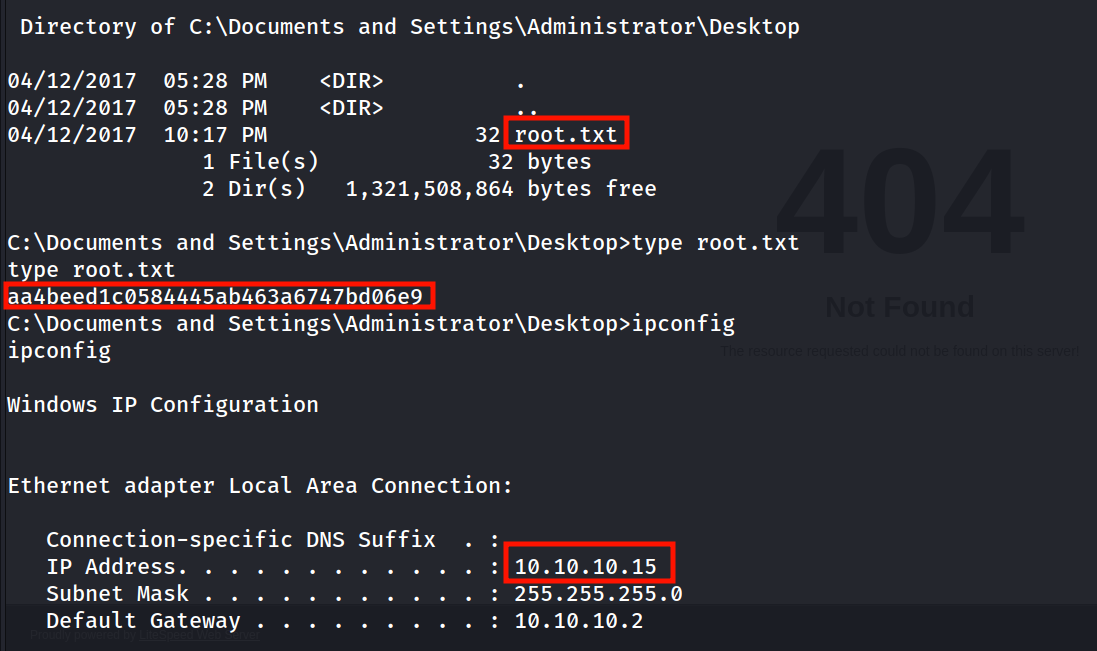 Directory of C:\Documents and Settings\Administrator\Desktop
04/12/2017  05:28 PM    <DIR>          .
04/12/2017  05:28 PM    <DIR>          ..
04/12/2017  10:17 PM                32 root.txt
1 File(s)             32 bytes
2 Dir(s)   1,321,508,864 bytes free
404
C:\Documents and Settings\Administrator\Desktop>type root.txt
type root.txt
aa4beed1c0584445ab463a6747bd06e9
Not Found
C:\Documents and Settings\Administrator\Desktop>ipconfig
ipconfig
The resource requested could not be found on this server!
Windows IP Configuration
Ethernet adapter Local Area Connection:
Connection-specific DNS Suffix  . :
IP Address. . . . . . . . . . . . : 10.10.10.15
Subnet Mask . . . . . . . . . . . : 255.255.255.0
Default Gateway . . . . . . . . . : 10.10.10.2
Proudly powered by LiteSpeed Web Server